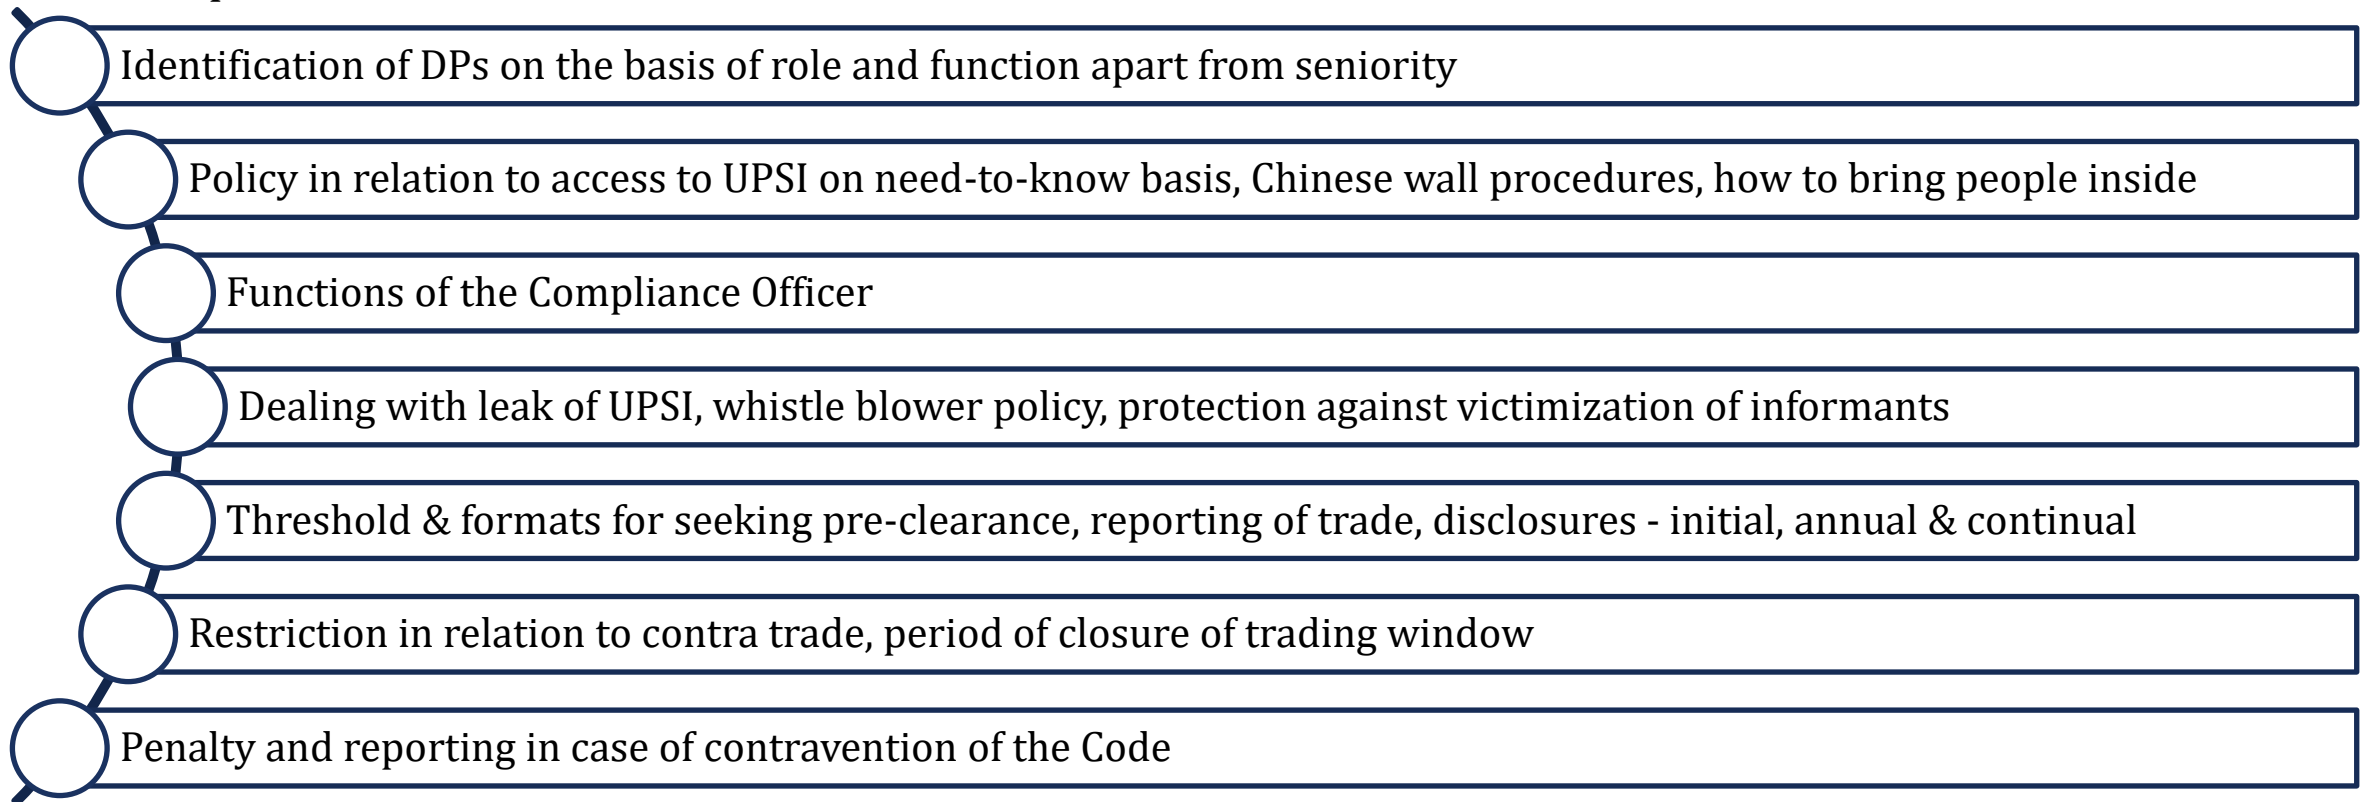 Identification of DPs on the basis of role and function apart from seniority
Policy in relation to access to UPSI on need-to-know basis, Chinese wall procedures, how to bring people inside
Functions of the Compliance Officer
Dealing with leak of UPSI, whistle blower policy, protection against victimization of informants
Threshold & formats for seeking pre-clearance, reporting of trade, disclosures - initial, annual & continual
Restriction in relation to contra trade, period of closure of trading window
Penalty and reporting in case of contravention of the Code